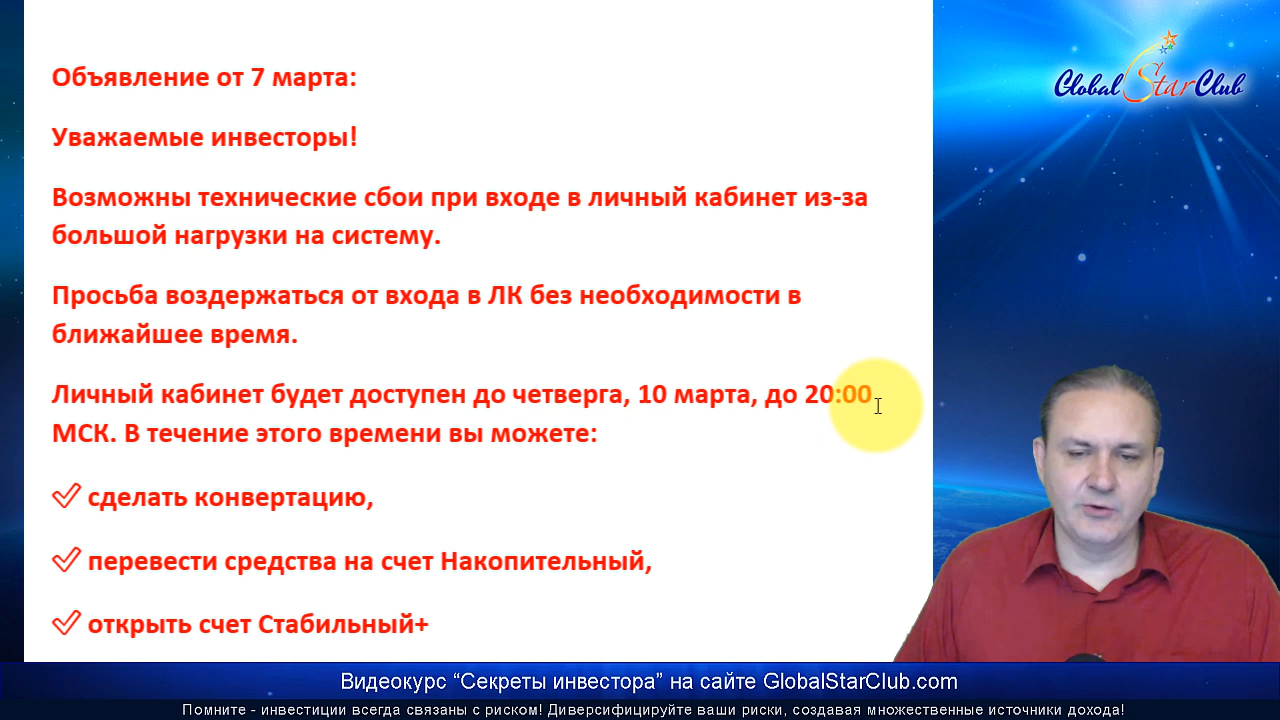 Global Star Club
Объявление от 7 марта:
Уважаемые инвесторы!
Возможны технические сбои при входе в личный кабинет из-за
большой нагрузки на систему.
Просьба воздержаться от входа в ЛК без необходимости в
ближайшее время.
Личный кабинет будет доступен до четверга, 10 марта, до 20:00
МСК. В течение этого времени вы можете:
сделать конвертацию,
перевести средства на счет Накопительный,
открыть счет Стабильный+
Видеокурс “Секреты инвестора” на сайте GlobalStarClub.com
Помните - инвестиции всегда связаны с риском! Диверсифицируйте ваши риски, создавая множественные источники дохода!